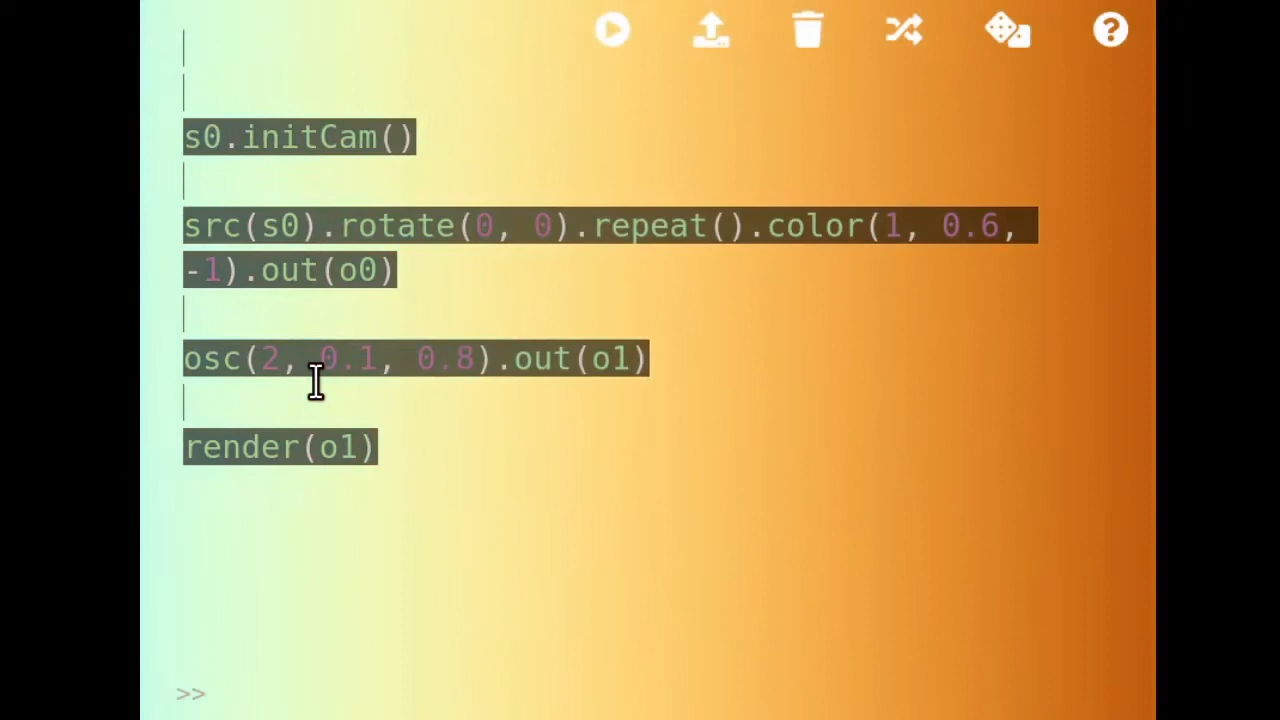 s0.initCam()
src(s0).rotate(0, 0).repeat().color(1, 0.6,
-1).out(o0)
osc(2, 0.1, 0.8).out(o1)
render(o1)
>>